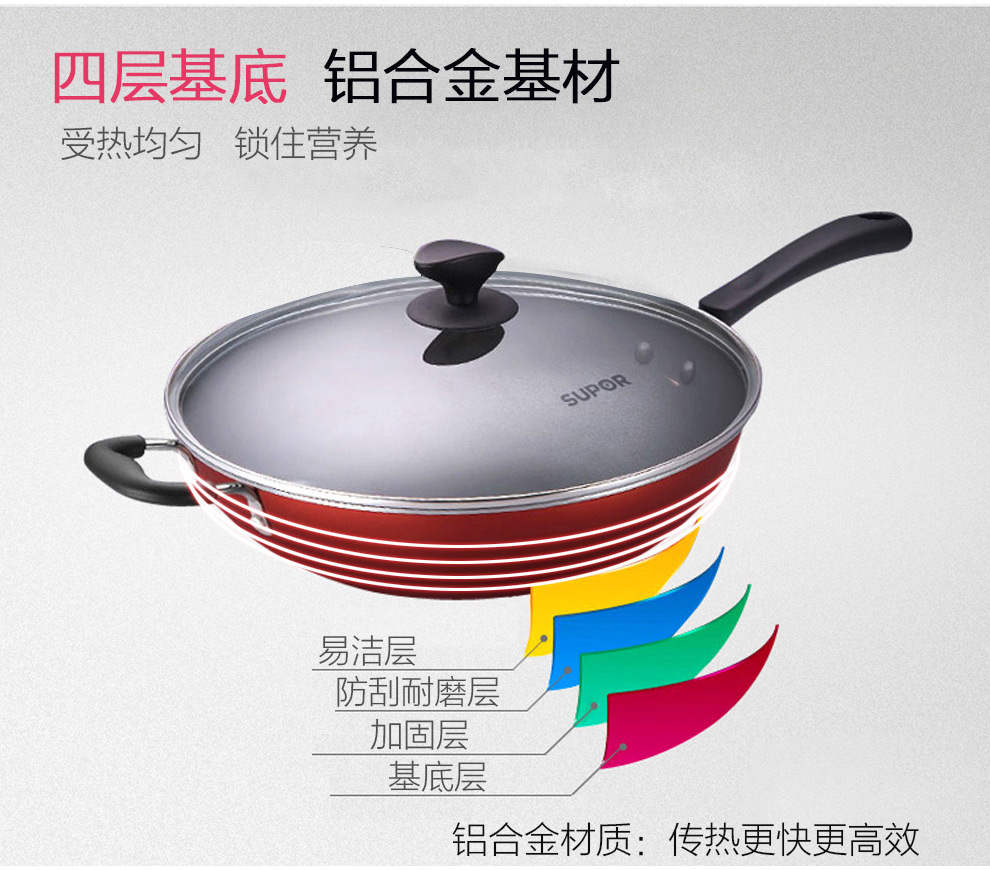 四层基底 铝合金基材
受热均匀 锁住营养
SUPOR
易洁层
防刮耐磨层
加固层
基底层
铝合金材质：传热更快更高效